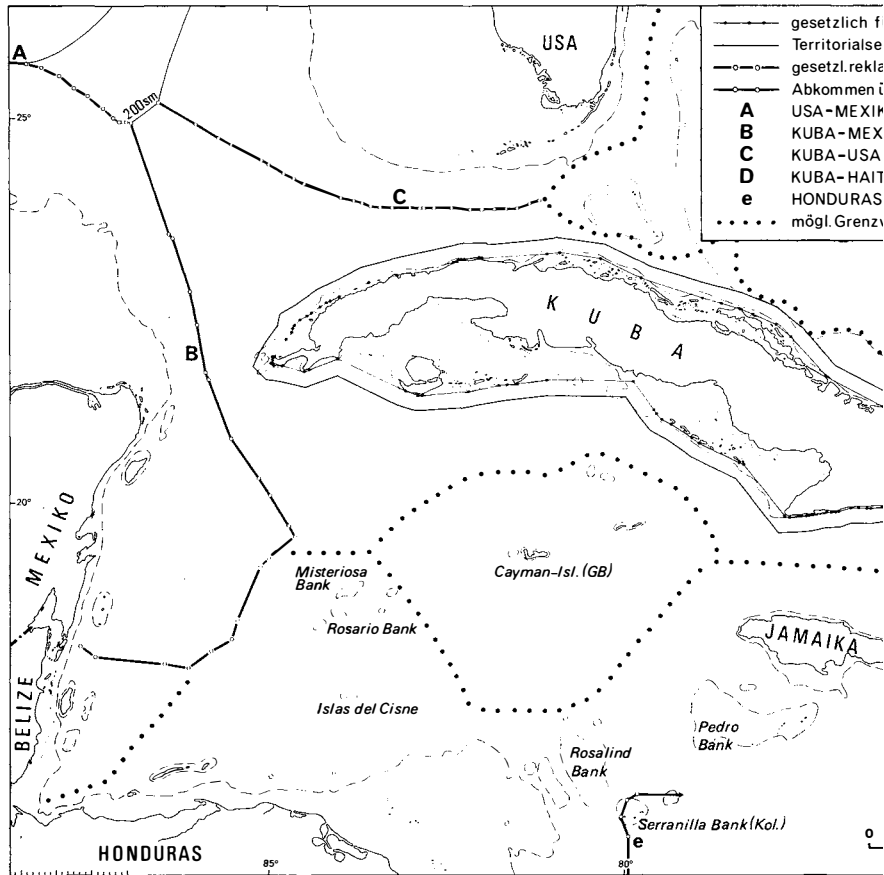 A
200sm
25°
USA
gesetzlich f
Territorialse
gesetzl.rekla
Abkommen ü
A USA-MEXIK
B KUBA-MEX
C KUBA-USA
D KUBA-HAIT
e HONDURAS
mögl. Grenzv
C
KUBA
B
20°
MEXIKO
Misteriosa
Bank
Cayman-Isl. (GB)
Rosario Bank
JAMAIKA
BELIZE
Islas del Cisne
Pedro
Bank
Rosalind
Bank
Serranilla Bank (Kol.)
e
0
HONDURAS
85°
80°